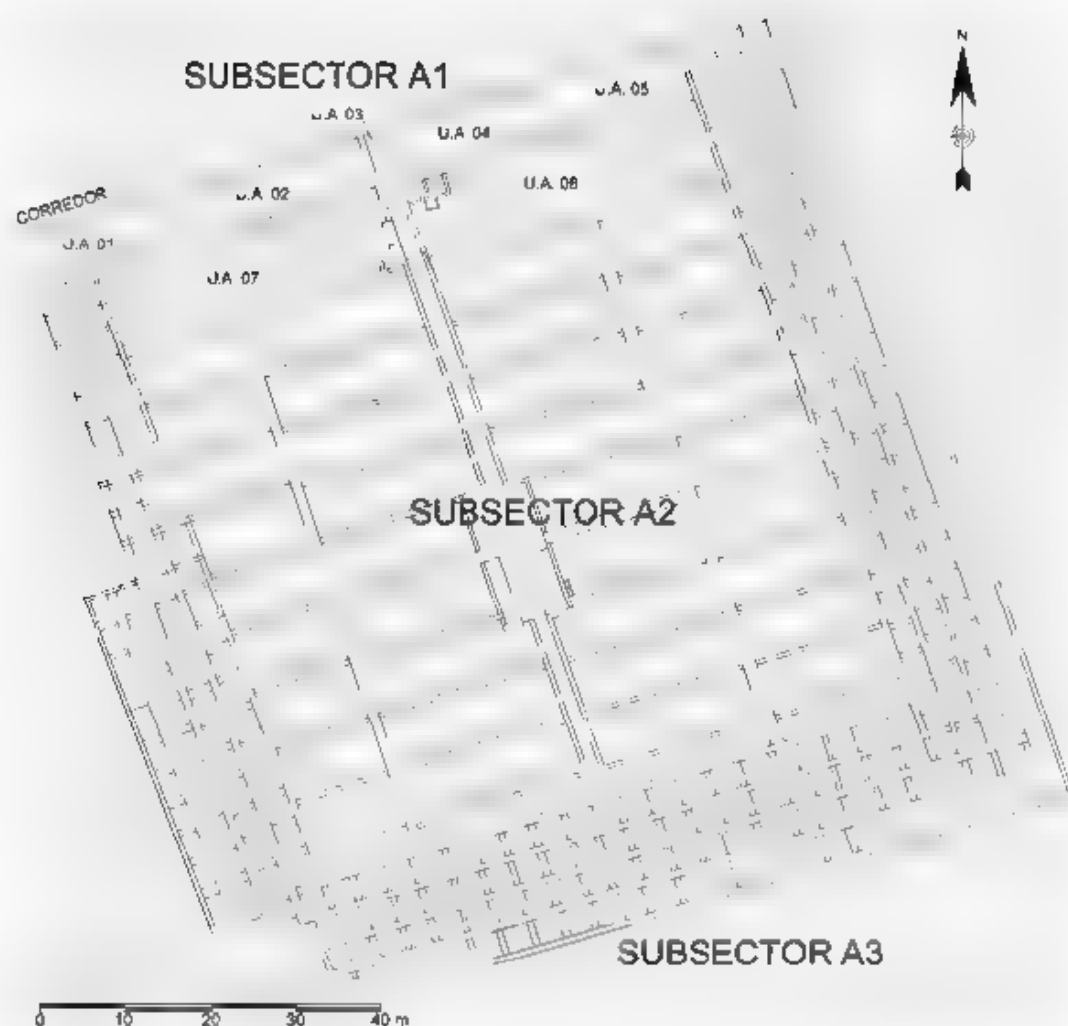 N
SUBSECTOR A1
U.A. 05
U.A 03
U.A 04
U.A. 02
U.A. 06
CORREDOR
U.A 01
U.A 07
SUBSECTOR A2
SUBSECTOR A3
0 10 20 30 40 m